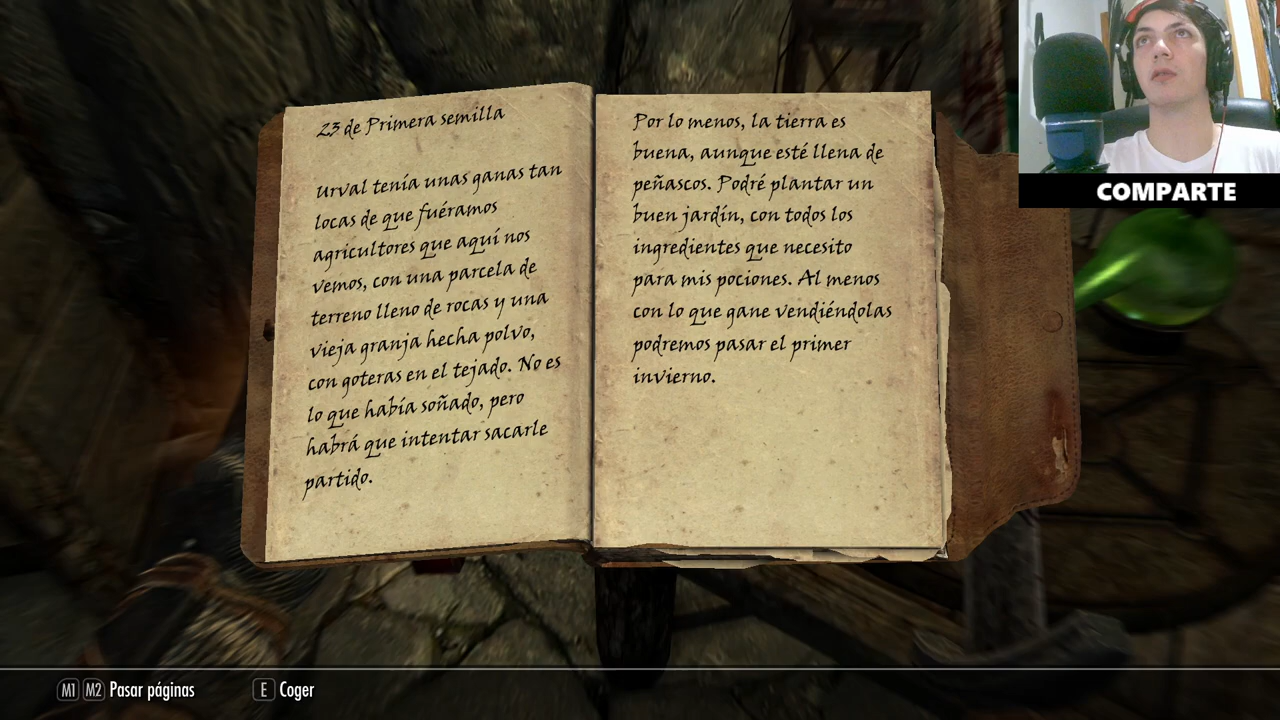 23 de Primera semilla
Urval tenía unas ganas tan
locas de que fuéramos
agricultores que aquí nos
vemos, con una parcela de
terreno lleno de rocas y una
vieja granja hecha polvo,
con goteras en el tejado. No es
lo que había soñado, pero
habrá que intentar sacarle
partido.
Por lo menos, la tierra es
buena, aunque esté llena de
peñascos. Podré plantar un
buen jardín, con todos los
ingredientes que necesito
para mis pociones. Al menos
con lo que gane vendiéndolas
podremos pasar el primer
invierno.
COMPARTE
M1 M2 Pasar páginas
E Coger